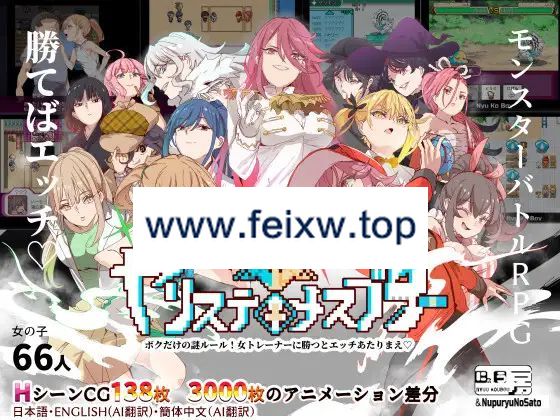 モンスターバトルRPG
勝てばエッチ♡
www.feixw.top
ボクだけの謎ルール！女トレーナーに勝つとエッチあたりまえ♡
女の子
66人
HシーンCG138枚 3000枚のアニメーション差分
日本語・ENGLISH(AI翻訳)・簡体中文(AI翻訳)
&NupuryuNoSato